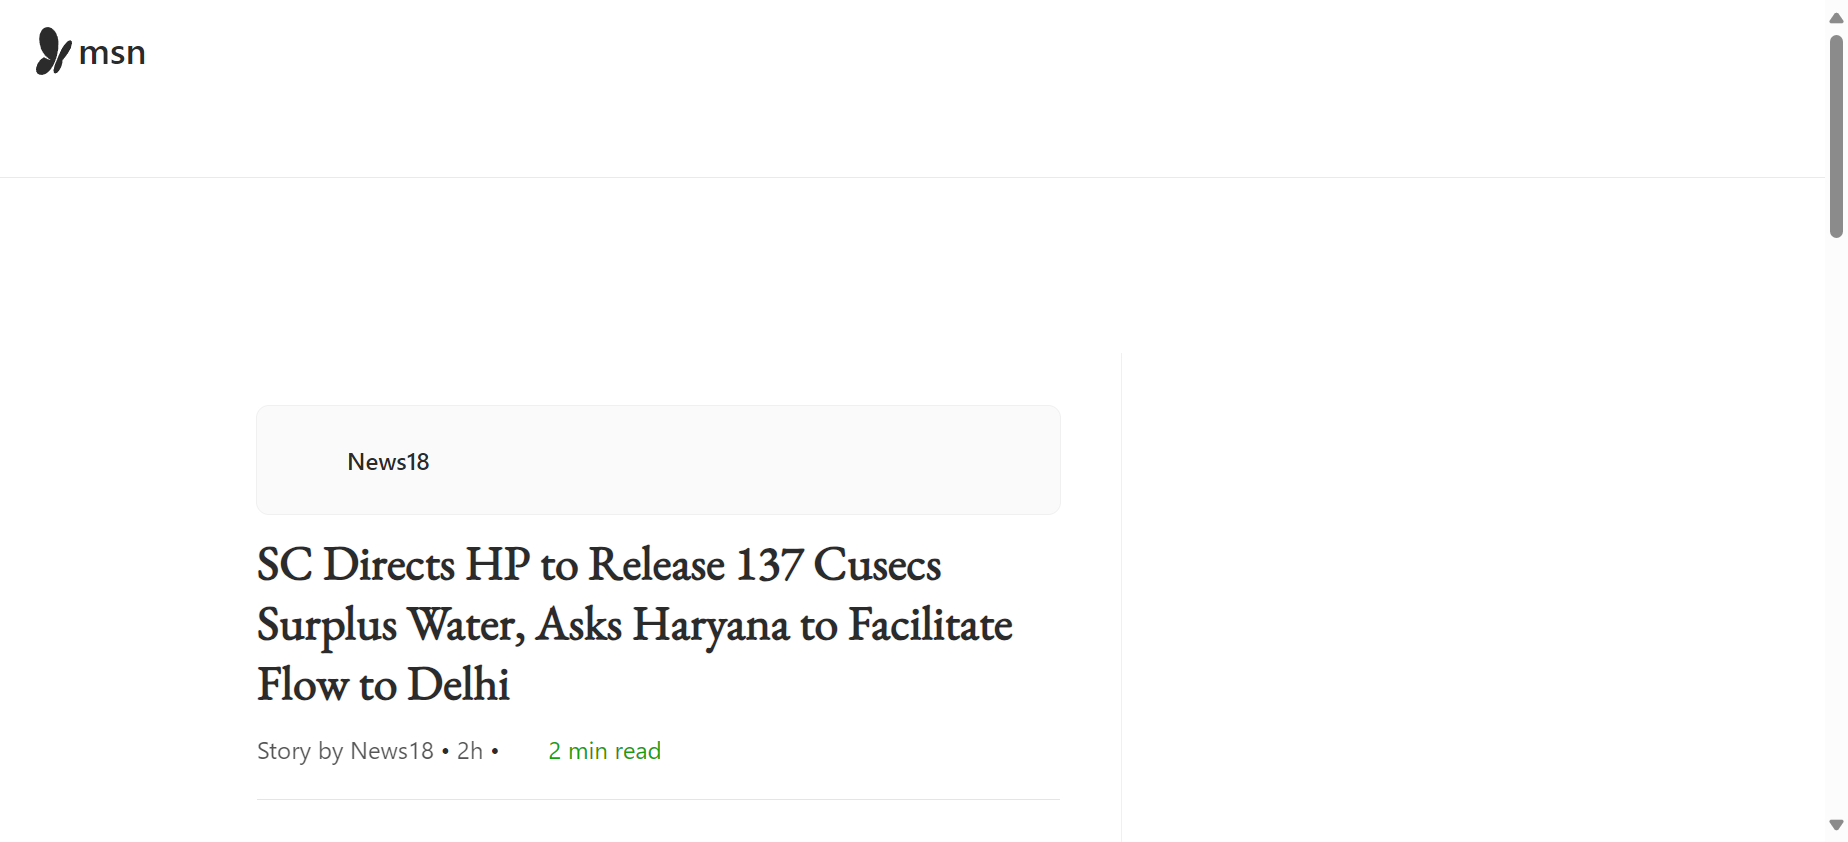 msn
News18
SC Directs HP to Release 137 Cusecs
Surplus Water, Asks Haryana to Facilitate
Flow to Delhi
Story by News18 • 2h • 2 min read